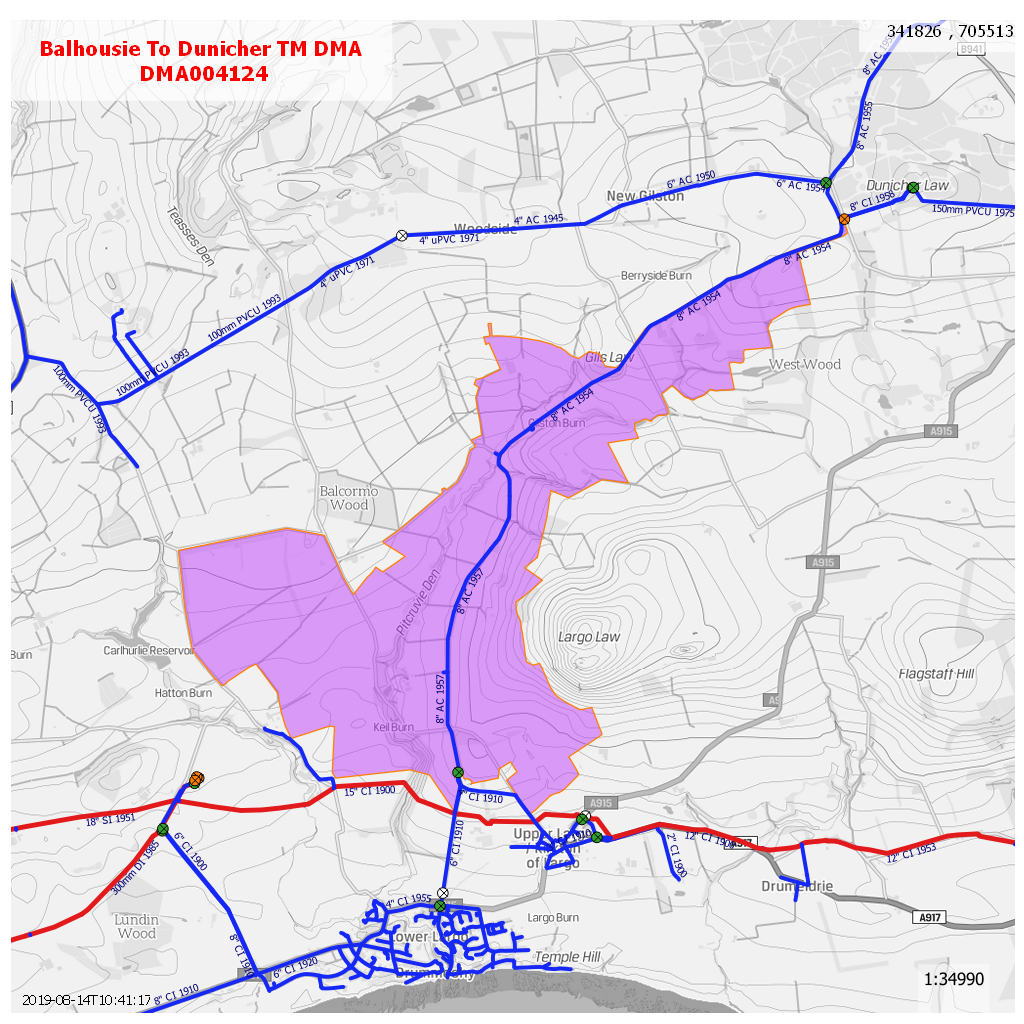 Balhousie To Dunicher TM DMA
DMA004124
341826 , 705513
B941
8" AC 1955
8" AC 1955
Teasses Den
6" AC 1950
6" AC 1954
Dunicher Law
8" CI 1958
150mm PVCU 1975
New Gilston
4" AC 1945
Woodside
4" uPVC 1971
4" uPVC 1971
8" AC 1954
Berryside Burn
8" AC 1954
100mm PVCU 1993
100mm PVCU 1993
100mm PVCU 1993
Gils Law
West Wood
8" AC 1954
Gilston Burn
A915
Balcormo
Wood
A915
8" AC 1957
Pitcruvie Den
Largo Law
Burn
Carlhurlie Reservoir
Flagstaff Hill
Hatton Burn
8" AC 1957
Keil Burn
15" CI 1900
" CI 1910
A915
18" SI 1951
6" CI 1900
300mm DI 1985
6" CI 1910
Upper Largo
of Largo
2" CI 1900
12" CI 1900
A917
12" CI 1953
Drumeldrie
4" CI 1955
A917
Lundin
Wood
8" CI 1910
Largo Burn
Lower Largo
6" CI 1920
Temple Hill
Drummochy
8" CI 1910
2019-08-14T10:41:17
1:34990